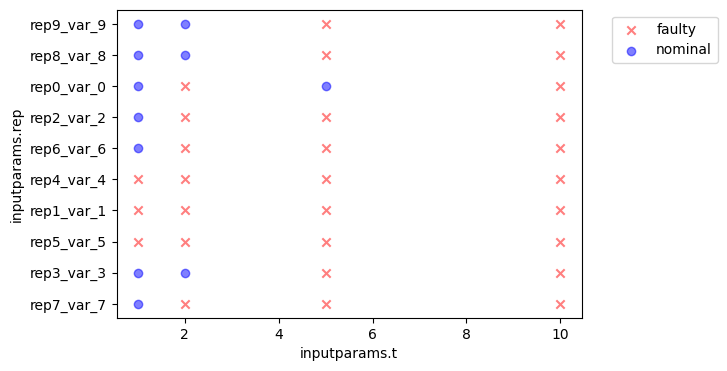 rep9_var_9
rep8_var_8
rep0_var_0
rep2_var_2
rep6_var_6
rep4_var_4
rep1_var_1
rep5_var_5
rep3_var_3
rep7_var_7
inputparams.rep
2 4 6 8 10
inputparams.t
faulty
nominal